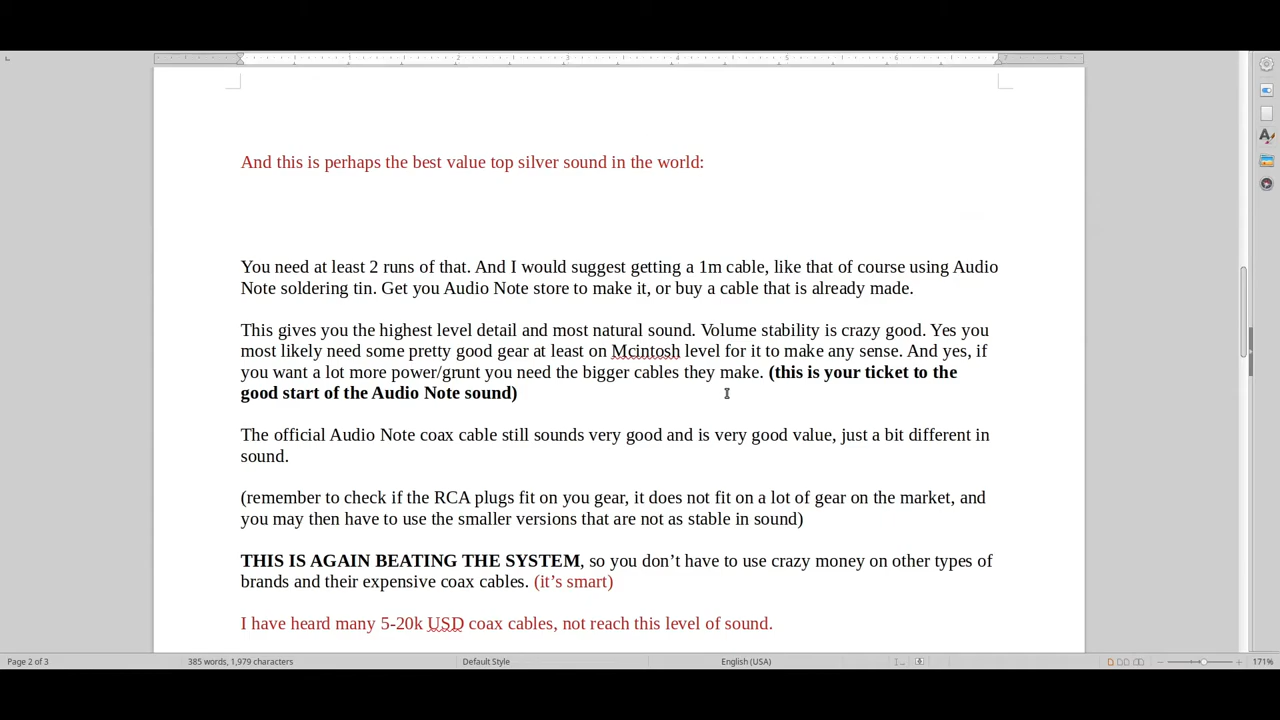 And this is perhaps the best value top silver sound in the world:
You need at least 2 runs of that. And I would suggest getting a 1m cable, like that of course using Audio
Note soldering tin. Get you Audio Note store to make it, or buy a cable that is already made.
This gives you the highest level detail and most natural sound. Volume stability is crazy good. Yes you
most likely need some pretty good gear at least on Mcintosh level for it to make any sense. And yes, if
you want a lot more power/grunt you need the bigger cables they make. (this is your ticket to the
good start of the Audio Note sound)
The official Audio Note coax cable still sounds very good and is very good value, just a bit different in
sound.
(remember to check if the RCA plugs fit on you gear, it does not fit on a lot of gear on the market, and
you may then have to use the smaller versions that are not as stable in sound)
THIS IS AGAIN BEATING THE SYSTEM, so you don’t have to use crazy money on other types of
brands and their expensive coax cables. (it’s smart)
I have heard many 5-20k USD coax cables, not reach this level of sound.
Page 2 of 3 385 words, 1,979 characters Default Style English (USA) 171%